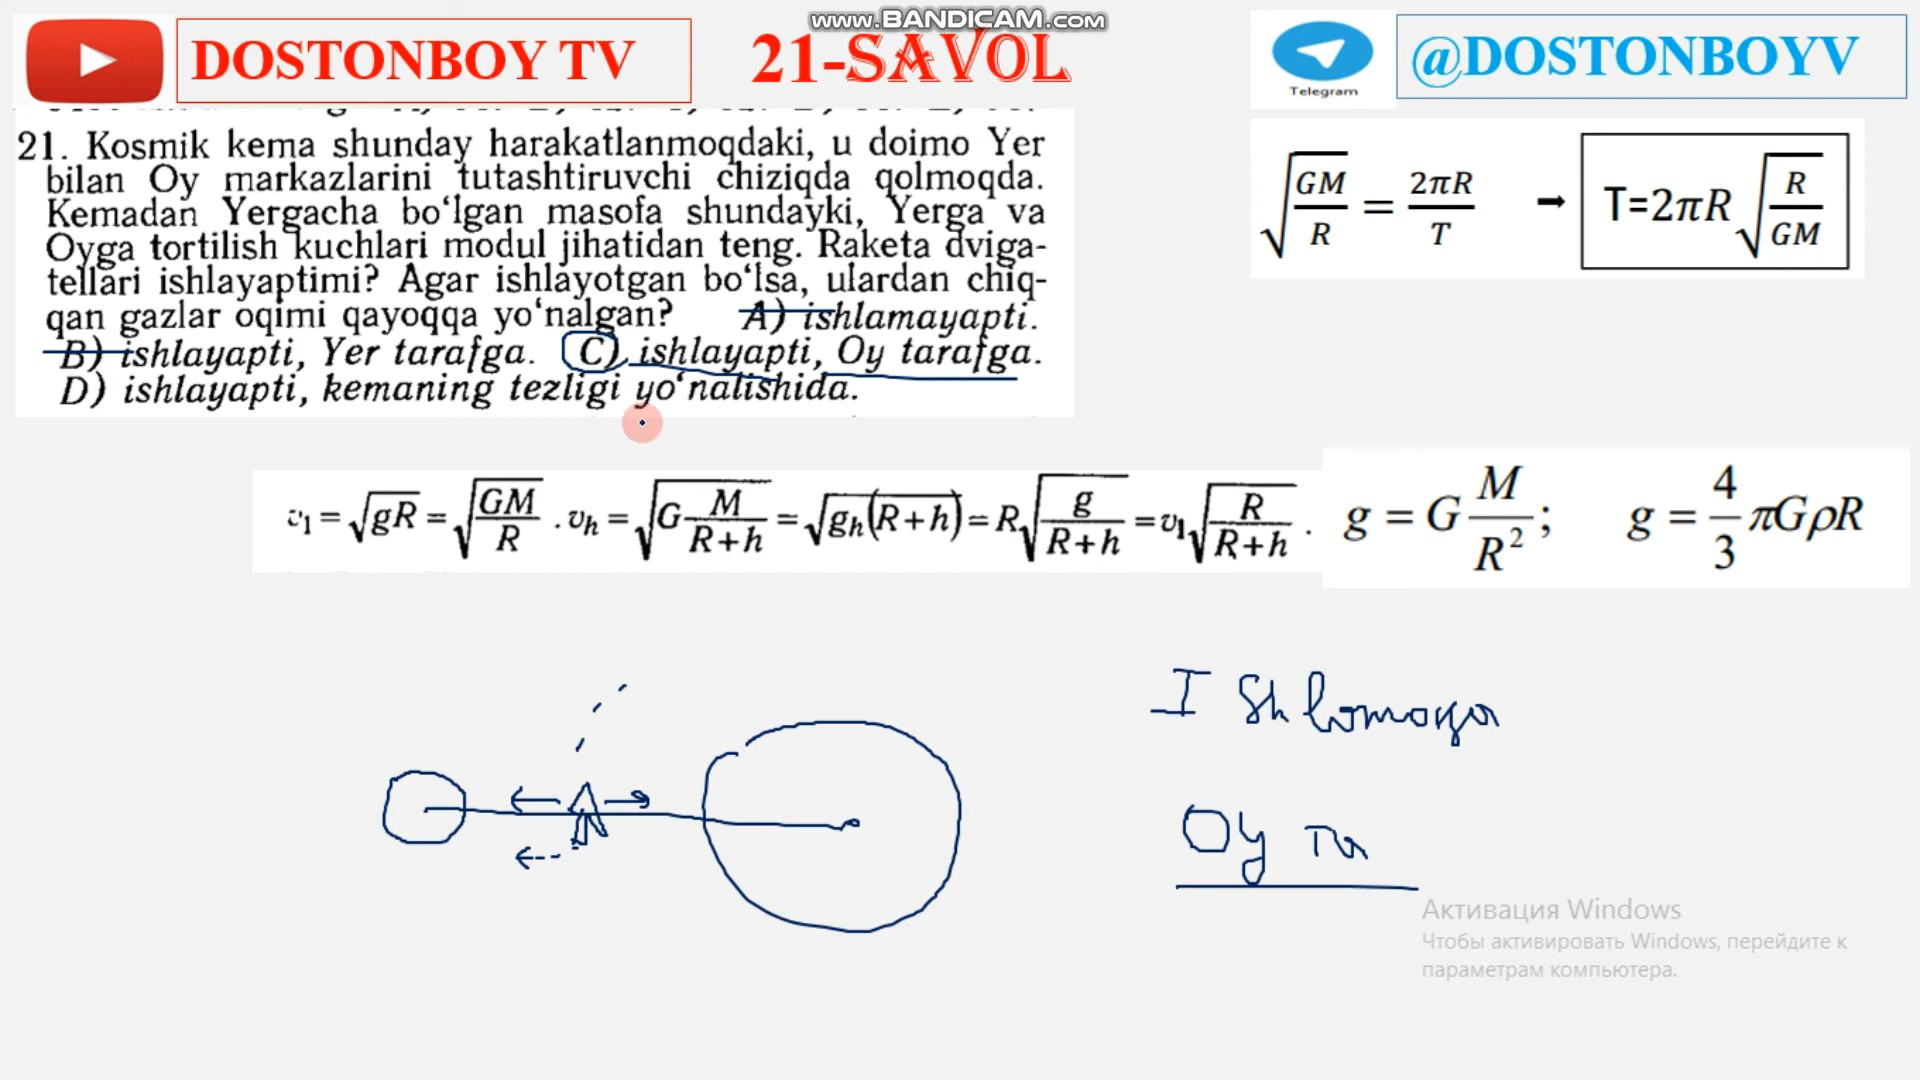 www.BANDICAM.com
DOSTONBOY TV
21-SAVOL
Telegram
@DOSTONBOYV
21. Kosmik kema shunday harakatlanmoqdaki, u doimo Yer
bilan Oy markazlarini tutashtiruvchi chiziqda qolmoqda.
Kemadan Yergacha bo‘lgan masofa shundayki, Yerga va
Oyga tortilish kuchlari modul jihatidan teng. Raketa dviga-
tellari ishlayaptimi? Agar ishlayotgan bo‘lsa, ulardan chiq-
qan gazlar oqimi qayoqqa yo‘nalgan? A) ishlamayapti.
B) ishlayapti, Yer tarafga. C) ishlayapti, Oy tarafga.
D) ishlayapti, kemaning tezligi yo‘nalishida.
√(GM/R) = 2πR/T → T=2πR√(R/GM)
υ₁ = √(gR) = √(GM/R) . υₕ = √(G M/(R+h)) = √(gₕ(R+h)) = R√(g/(R+h)) = υ₁√(R/(R+h)) .
g = G M/R² ; g = 4/3 πGρR
Oy ta
Активация Windows
Чтобы активировать Windows, перейдите к
параметрам компьютера.